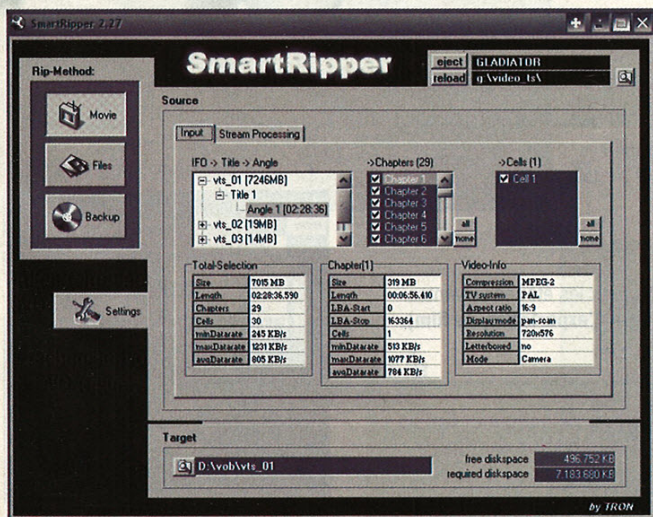 SmartRipper 2.27
SmartRipper
eject GLADIATOR
reload g:\video_ts\
Rip-Method:
Movie
Files
Backup
Settings
Source
Input Stream Processing
IFO -> Title -> Angle
vts_01 [7246MB]
Title 1
Angle 1 [02:28:36]
vts_02 [19MB]
vts_03 [14MB]
->Chapters (29)
Chapter 1
Chapter 2
Chapter 3
Chapter 4
Chapter 5
Chapter 6
all
none
->Cells (1)
Cell 1
all
none
Total-Selection
Size 7015 MB
Length 02:28:36.590
Chapters 29
Cells 30
minDatarate 245 KB/s
maxDatarate 1231 KB/s
avgDatarate 805 KB/s
Chapter[1]
Size 319 MB
Length 00:06:56.410
LBA-Start 0
LBA-Stop 163364
Cells 1
minDatarate 513 KB/s
maxDatarate 1077 KB/s
avgDatarate 784 KB/s
Video-Info
Compression MPEG-2
TV system PAL
Aspect ratio 16:9
Display mode pan-scan
Resolution 720x576
Letterboxed no
Mode Camera
Target
D:\vob\vts_01
free diskspace 496.752 KB
required diskspace 7.183.680 KB
by TRON